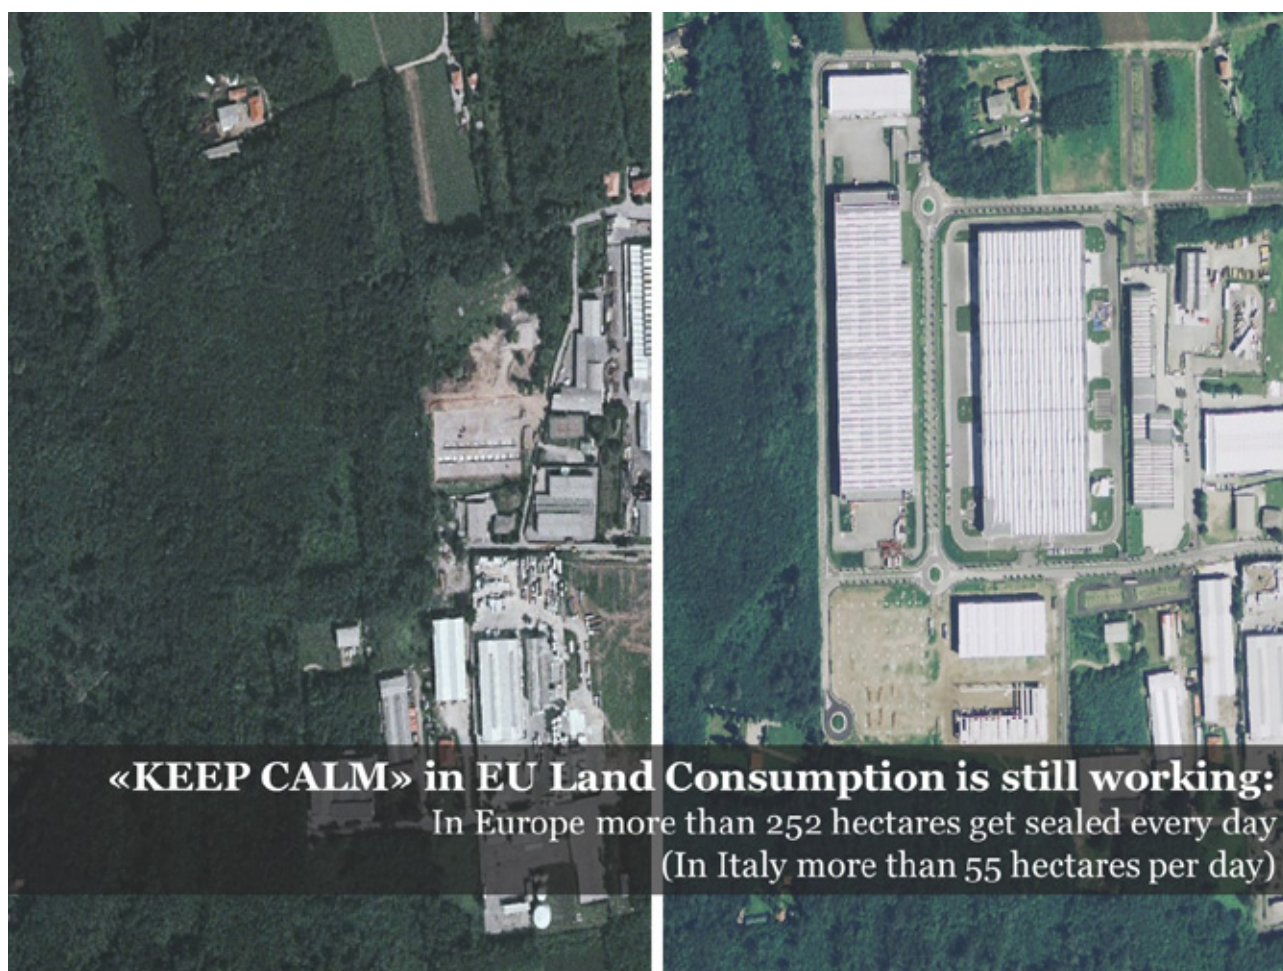 «KEEP CALM» in EU Land Consumption is still working:
In Europe more than 252 hectares get sealed every day
(In Italy more than 55 hectares per day)